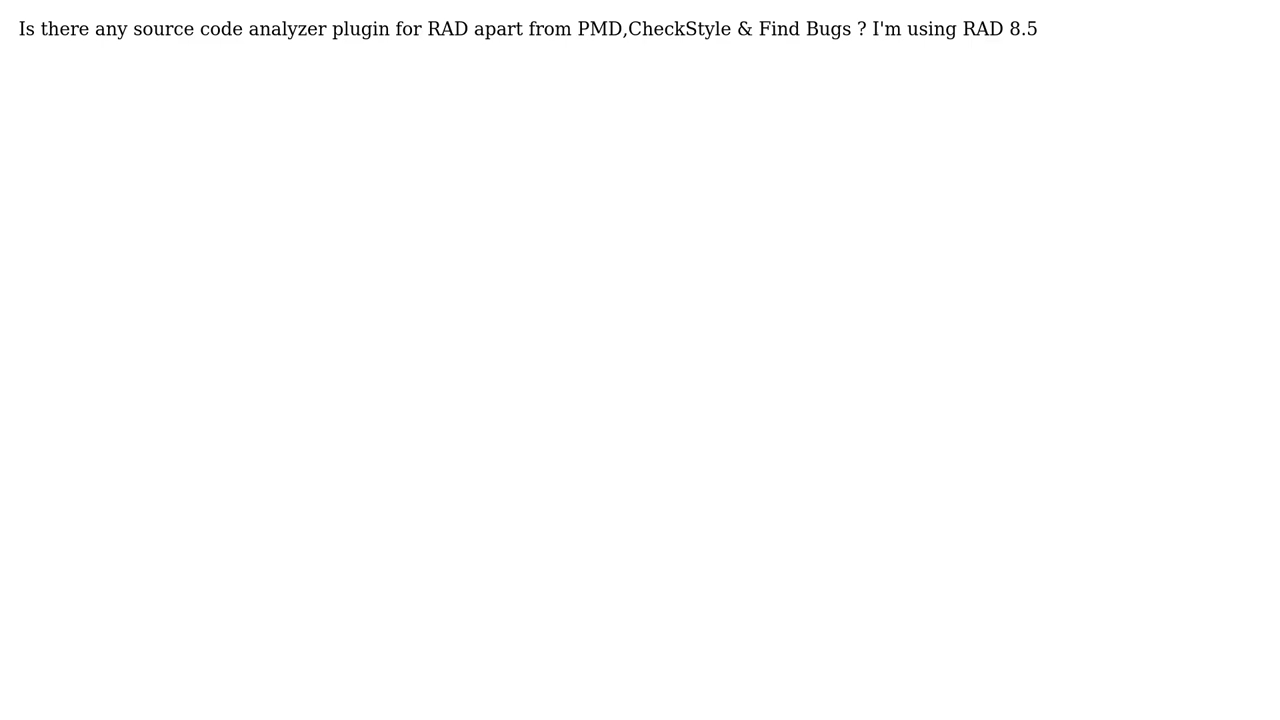 Is there any source code analyzer plugin for RAD apart from PMD,CheckStyle & Find Bugs ? I'm using RAD 8.5